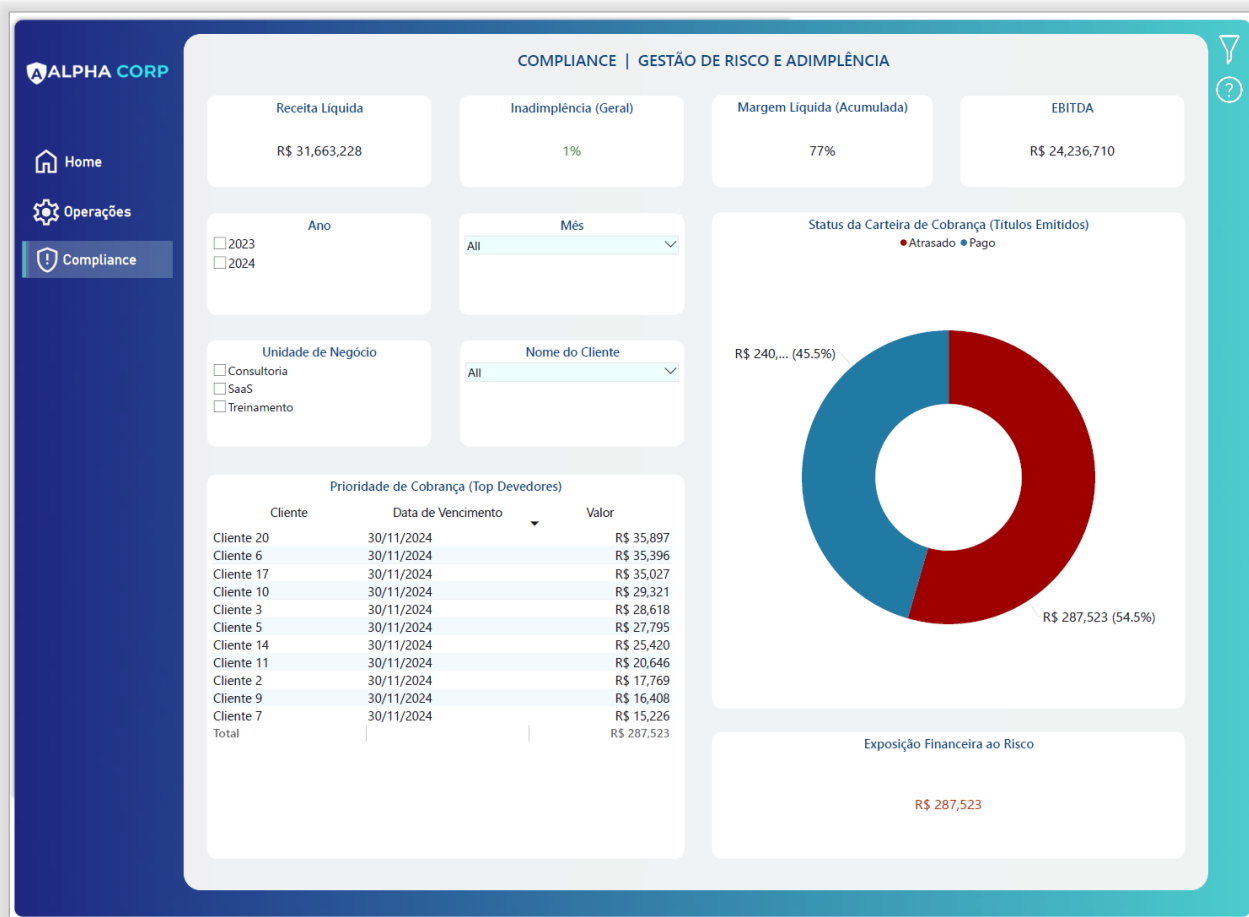 ALPHA CORP
Home
Operações
Compliance
COMPLIANCE | GESTÃO DE RISCO E ADIMPLÊNCIA
?
Receita Líquida
R$ 31,663,228
Inadimplência (Geral)
1%
Margem Líquida (Acumulada)
77%
EBITDA
R$ 24,236,710
Ano
2023
2024
Mês
All
Unidade de Negócio
Consultoria
SaaS
Treinamento
Nome do Cliente
All
Prioridade de Cobrança (Top Devedores)
Cliente Data de Vencimento Valor
Cliente 20 30/11/2024 R$ 35,897
Cliente 6 30/11/2024 R$ 35,396
Cliente 17 30/11/2024 R$ 35,027
Cliente 10 30/11/2024 R$ 29,321
Cliente 3 30/11/2024 R$ 28,618
Cliente 5 30/11/2024 R$ 27,795
Cliente 14 30/11/2024 R$ 25,420
Cliente 11 30/11/2024 R$ 20,646
Cliente 2 30/11/2024 R$ 17,769
Cliente 9 30/11/2024 R$ 16,408
Cliente 7 30/11/2024 R$ 15,226
Total R$ 287,523
Status da Carteira de Cobrança (Títulos Emitidos)
Atrasado Pago
R$ 240,... (45.5%)
R$ 287,523 (54.5%)
Exposição Financeira ao Risco
R$ 287,523